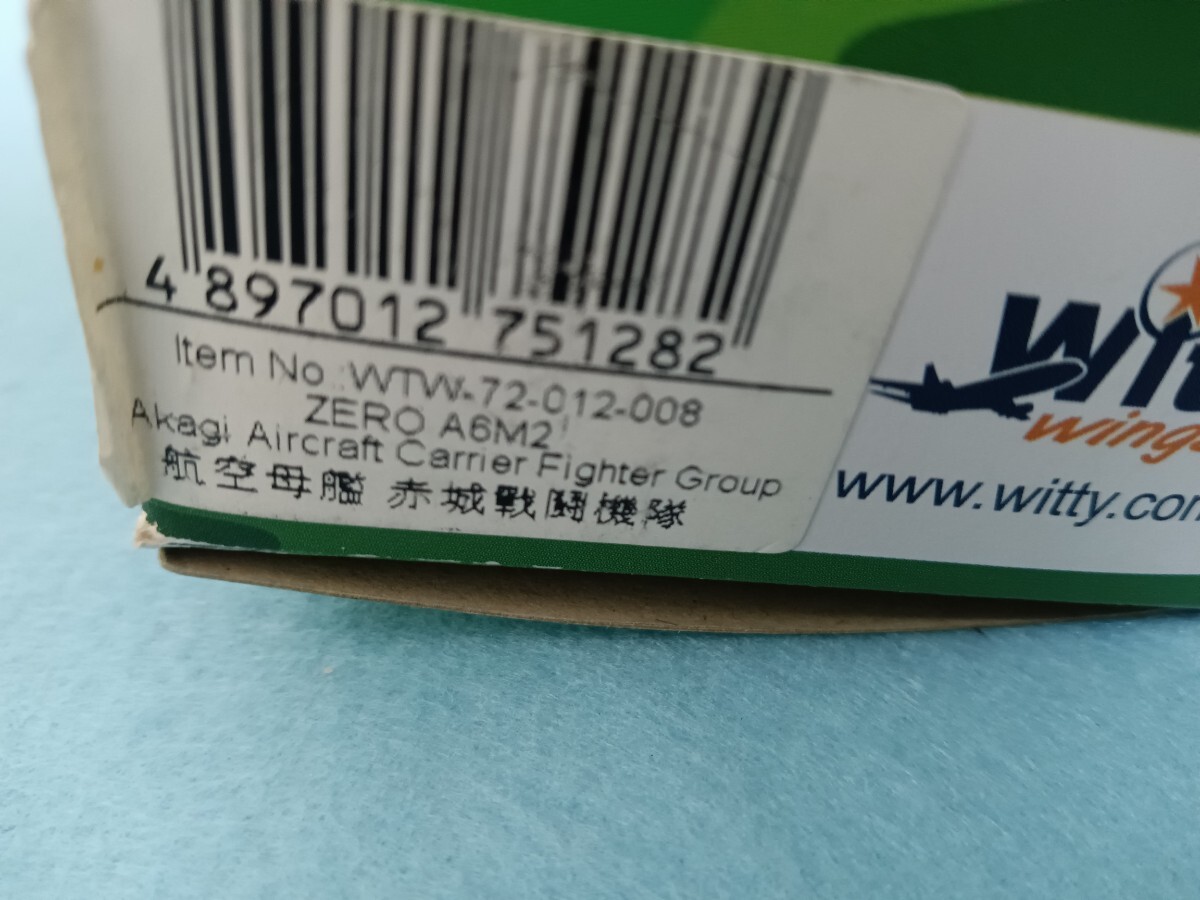 4 897012 751282
Item No.:WTW-72-012-008
ZERO A6M2
Akagi Aircraft Carrier Fighter Group
航空母艦 赤城戰鬪機隊
www.witty.com